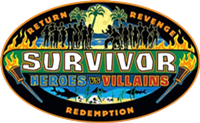 RETURN REVENGE
SURVIVOR
HEROES VS VILLAINS
REDEMPTION